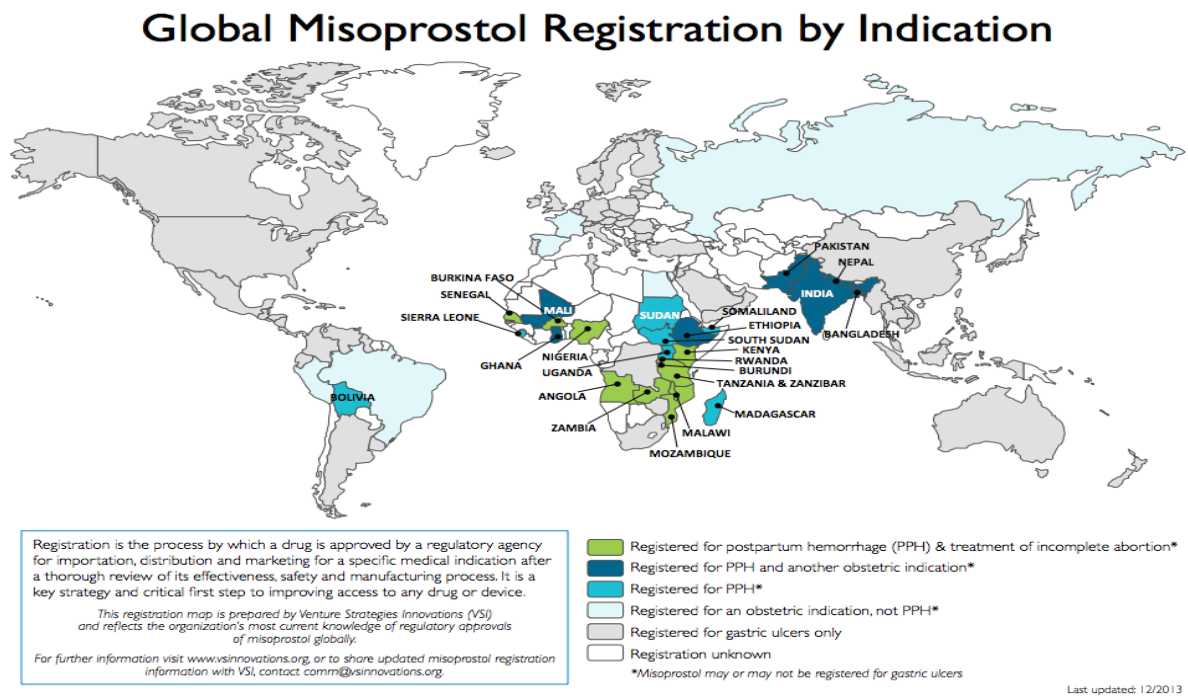 Global Misoprostol Registration by Indication
PAKISTAN
NEPAL
INDIA
BANGLADESH
BURKINA FASO
SENEGAL
MALI
SIERRA LEONE
SUDAN
SOMALILAND
ETHIOPIA
SOUTH SUDAN
GHANA
NIGERIA
KENYA
UGANDA
RWANDA
BURUNDI
TANZANIA & ZANZIBAR
ANGOLA
BOLIVIA
MADAGASCAR
ZAMBIA
MALAWI
MOZAMBIQUE
Registration is the process by which a drug is approved by a regulatory agency
for importation, distribution and marketing for a specific medical indication after
a thorough review of its effectiveness, safety and manufacturing process. It is a
key strategy and critical first step to improving access to any drug or device.
This registration map is prepared by Venture Strategies Innovations (VSI)
and reflects the organization's most current knowledge of regulatory approvals
of misoprostol globally.
For further information visit www.vsinnovations.org, or to share updated misoprostol registration
information with VSI, contact comm@vsinnovations.org.
Registered for postpartum hemorrhage (PPH) & treatment of incomplete abortion*
Registered for PPH and another obstetric indication*
Registered for PPH*
Registered for an obstetric indication, not PPH*
Registered for gastric ulcers only
Registration unknown
*Misoprostol may or may not be registered for gastric ulcers
Last updated: 12/2013